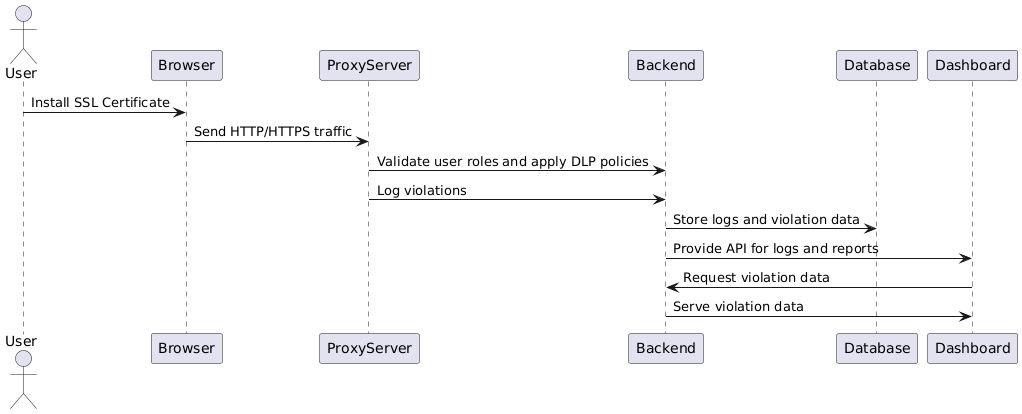 User
Browser
ProxyServer
Backend
Database
Dashboard
Install SSL Certificate
Send HTTP/HTTPS traffic
Validate user roles and apply DLP policies
Log violations
Store logs and violation data
Provide API for logs and reports
Request violation data
Serve violation data
User
Browser
ProxyServer
Backend
Database
Dashboard